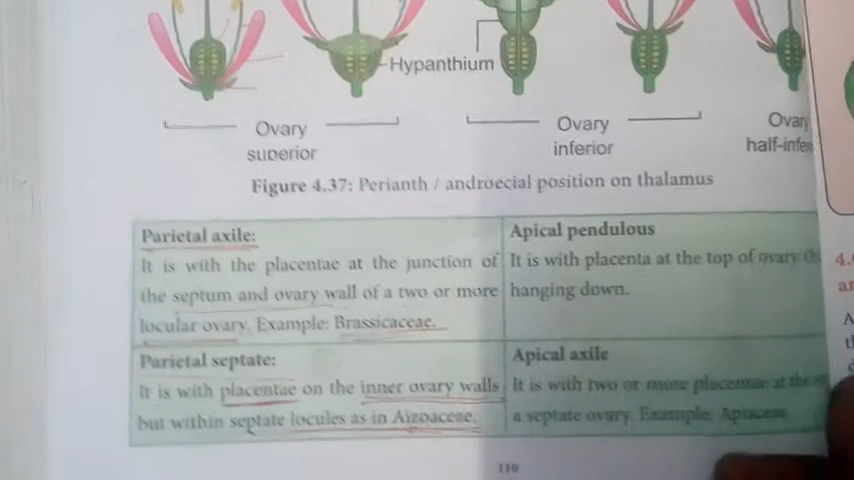 Hypanthium
Ovary
superior
Ovary
inferior
Ovar
half-infe
Figure 4.37: Perianth / androecial position on thalamus
Parietal axile:
It is with the placentae at the junction of
the septum and ovary wall of a two or more
locular ovary. Example: Brassicaceae.
Apical pendulous
It is with placenta at the top of ovary
hanging down.
Parietal septate:
It is with placentae on the inner ovary walls
but within septate locules as in Aizoaceae.
Apical axile
It is with two or more placentae at the
a septate ovary. Example: Apiaceae
110
4.